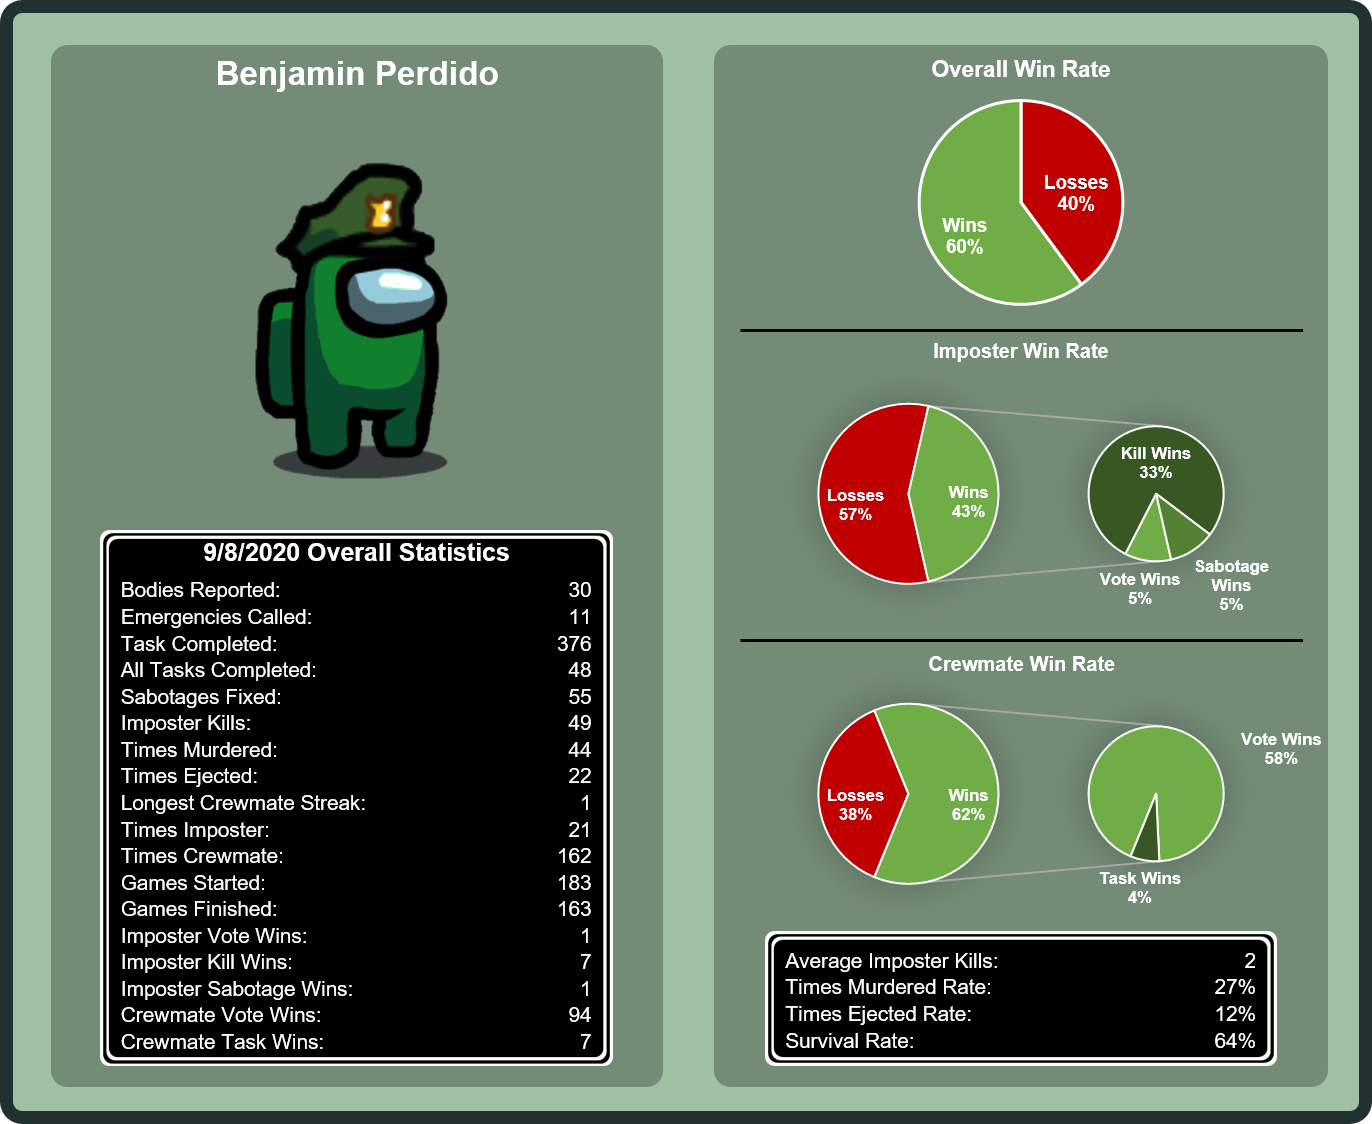 Benjamin Perdido
9/8/2020 Overall Statistics
Bodies Reported: 30
Emergencies Called: 11
Task Completed: 376
All Tasks Completed: 48
Sabotages Fixed: 55
Imposter Kills: 49
Times Murdered: 44
Times Ejected: 22
Longest Crewmate Streak: 1
Times Imposter: 21
Times Crewmate: 162
Games Started: 183
Games Finished: 163
Imposter Vote Wins: 1
Imposter Kill Wins: 7
Imposter Sabotage Wins: 1
Crewmate Vote Wins: 94
Crewmate Task Wins: 7
Overall Win Rate
Losses
40%
Wins
60%
Imposter Win Rate
Losses
57%
Wins
43%
Kill Wins
33%
Vote Wins
5%
Sabotage
Wins
5%
Crewmate Win Rate
Losses
38%
Wins
62%
Vote Wins
58%
Task Wins
4%
Average Imposter Kills: 2
Times Murdered Rate: 27%
Times Ejected Rate: 12%
Survival Rate: 64%